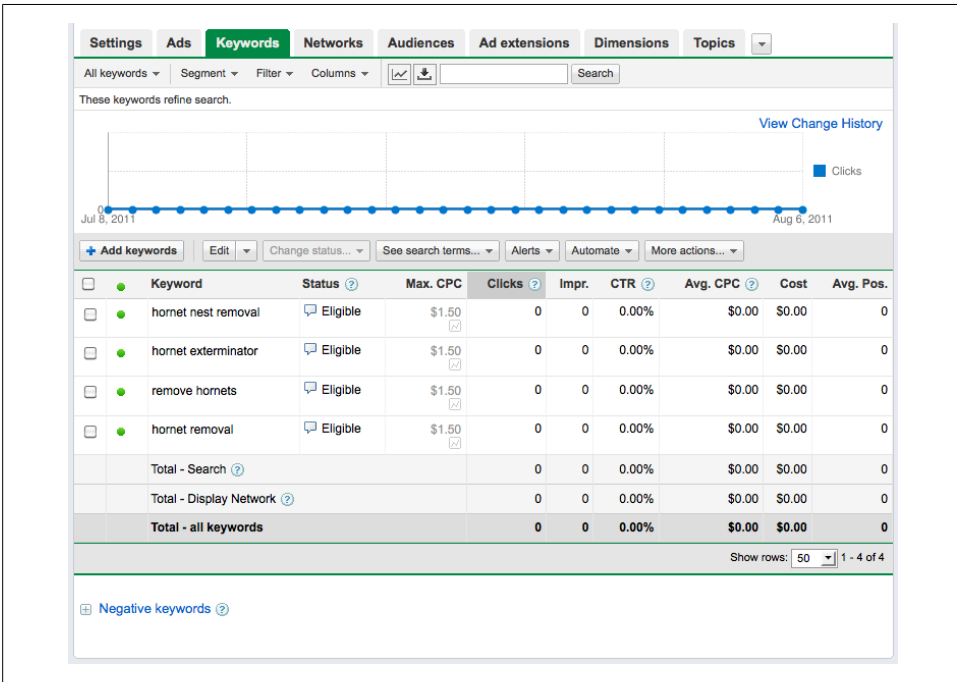 Settings Ads Keywords Networks Audiences Ad extensions Dimensions Topics
All keywords Segment Filter Columns Search
These keywords refine search.
View Change History
Clicks
0
Jul 8, 2011 Aug 6, 2011
Add keywords Edit Change status... See search terms... Alerts Automate More actions...
Keyword Status ? Max. CPC Clicks ? Impr. CTR ? Avg. CPC ? Cost Avg. Pos.
hornet nest removal Eligible $1.50 0 0 0.00% $0.00 $0.00 0
hornet exterminator Eligible $1.50 0 0 0.00% $0.00 $0.00 0
remove hornets Eligible $1.50 0 0 0.00% $0.00 $0.00 0
hornet removal Eligible $1.50 0 0 0.00% $0.00 $0.00 0
Total - Search ? 0 0 0.00% $0.00 $0.00 0
Total - Display Network ? 0 0 0.00% $0.00 $0.00 0
Total - all keywords 0 0 0.00% $0.00 $0.00 0
Show rows: 50 1 - 4 of 4
Negative keywords ?